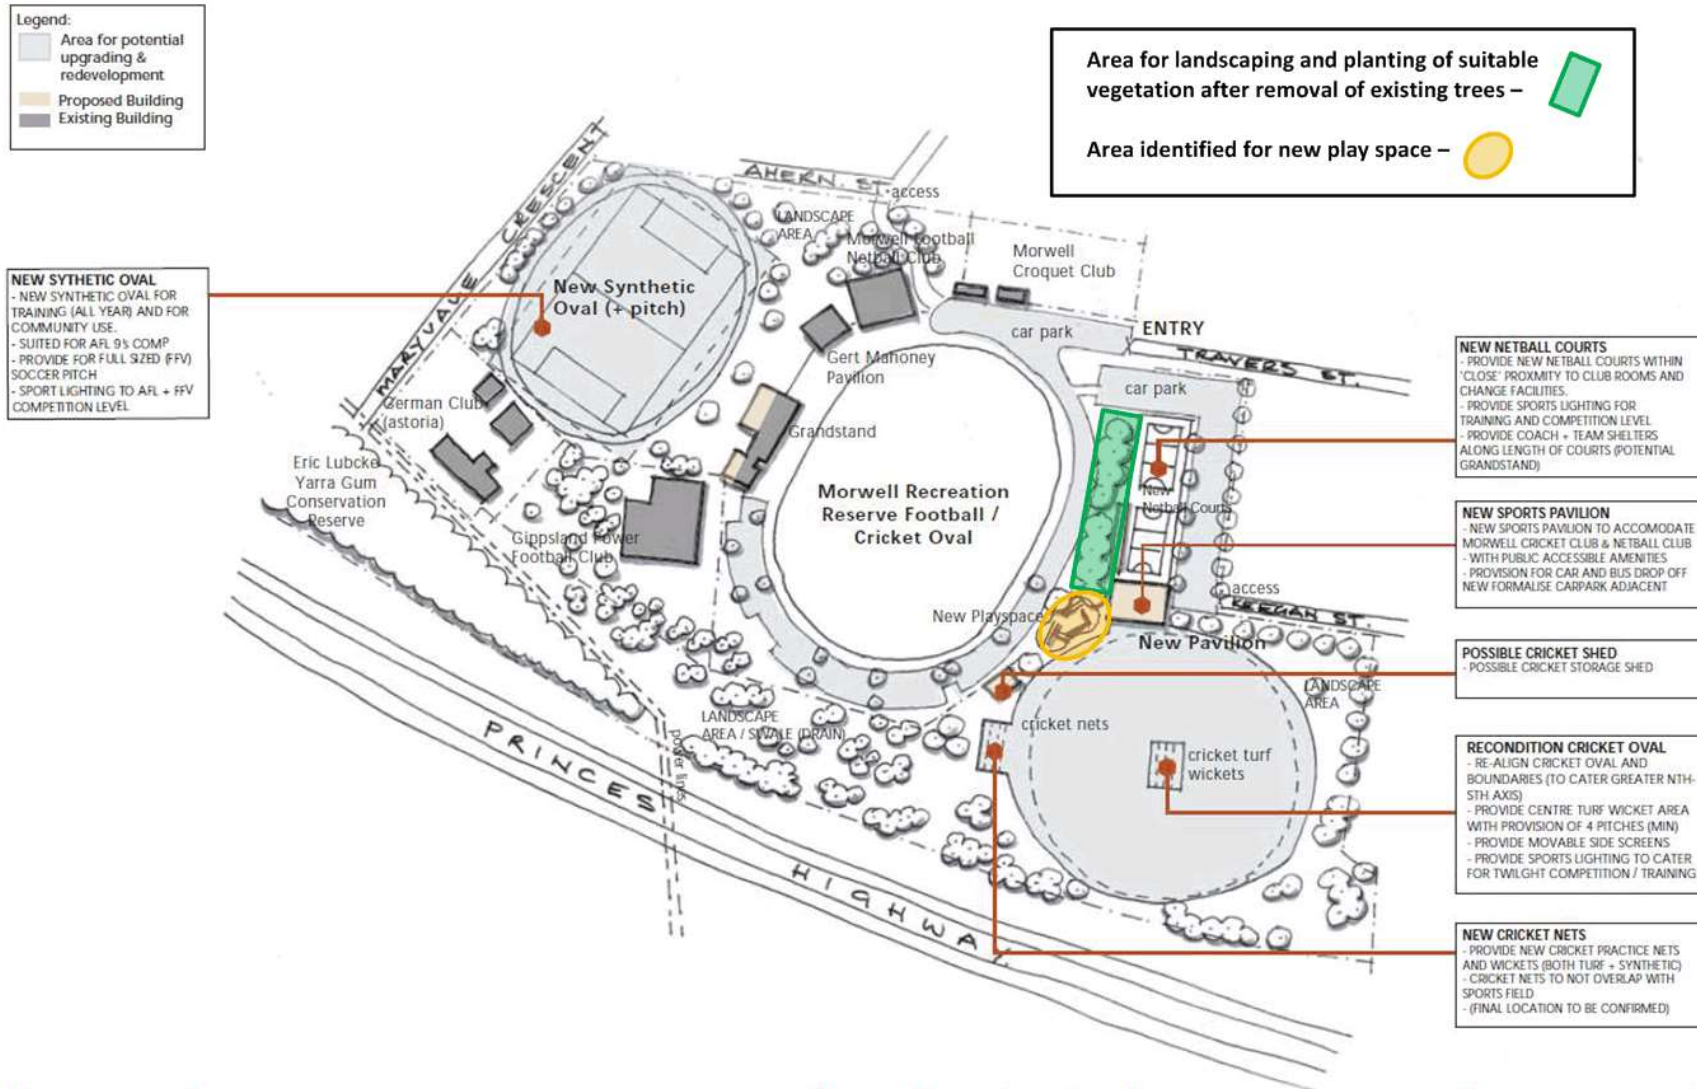 Legend:
Area for potential
upgrading &
redevelopment
Proposed Building
Existing Building
Area for landscaping and planting of suitable
vegetation after removal of existing trees –
Area identified for new play space –
MARYVALE CRESCENT
AHERN. ST.
access
LANDSCAPE
AREA
Morwell Football
Netball Club
Morwell
Croquet Club
NEW SYTHETIC OVAL
- NEW SYNTHETIC OVAL FOR
TRAINING (ALL YEAR) AND FOR
COMMUNITY USE.
- SUITED FOR AFL 9's COMP
- PROVIDE FOR FULL SIZED (FFV)
SOCCER PITCH
- SPORT LIGHTING TO AFL + FFV
COMPETITION LEVEL
New Synthetic
Oval (+ pitch)
car park
ENTRY
TRAVERS ST.
Gert Mahoney
Pavilion
car park
German Club
(astoria)
Grandstand
NEW NETBALL COURTS
- PROVIDE NEW NETBALL COURTS WITHIN
'CLOSE' PROXMITY TO CLUB ROOMS AND
CHANGE FACILITIES.
- PROVIDE SPORTS LIGHTING FOR
TRAINING AND COMPETITION LEVEL
- PROVIDE COACH + TEAM SHELTERS
ALONG LENGTH OF COURTS (POTENTIAL
GRANDSTAND)
Eric Lubcke
Yarra Gum
Conservation
Reserve
Morwell Recreation
Reserve Football /
Cricket Oval
New
Netball Courts
Gippsland Power
Football Club
NEW SPORTS PAVILION
- NEW SPORTS PAVILION TO ACCOMODATE
MORWELL CRICKET CLUB & NETBALL CLUB
- WITH PUBLIC ACCESSIBLE AMENITIES
- PROVISION FOR CAR AND BUS DROP OFF
NEW FORMALISE CARPARK ADJACENT
access
KEEGAN ST.
New Playspace
New Pavilion
POSSIBLE CRICKET SHED
- POSSIBLE CRICKET STORAGE SHED
LANDSCAPE
AREA
LANDSCAPE
AREA / SWALE (DRAIN)
cricket nets
power lines
cricket turf
wickets
RECONDITION CRICKET OVAL
- RE-ALIGN CRICKET OVAL AND
BOUNDARIES (TO CATER GREATER NTH-
STH AXIS)
- PROVIDE CENTRE TURF WICKET AREA
WITH PROVISION OF 4 PITCHES (MIN)
- PROVIDE MOVABLE SIDE SCREENS
- PROVIDE SPORTS LIGHTING TO CATER
FOR TWILGHT COMPETITION / TRAINING
PRINCES HIGHWAY
NEW CRICKET NETS
- PROVIDE NEW CRICKET PRACTICE NETS
AND WICKETS (BOTH TURF + SYNTHETIC)
- CRICKET NETS TO NOT OVERLAP WITH
SPORTS FIELD
- (FINAL LOCATION TO BE CONFIRMED)